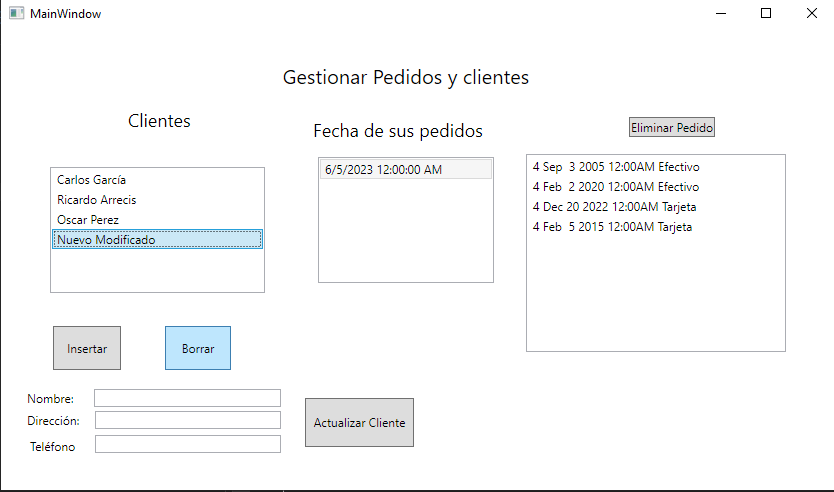 MainWindow
Gestionar Pedidos y clientes
Clientes
Carlos García
Ricardo Arrecis
Oscar Perez
Nuevo Modificado
Fecha de sus pedidos
6/5/2023 12:00:00 AM
Eliminar Pedido
4 Sep  3 2005 12:00AM Efectivo
4 Feb  2 2020 12:00AM Efectivo
4 Dec 20 2022 12:00AM Tarjeta
4 Feb  5 2015 12:00AM Tarjeta
Insertar
Borrar
Nombre:
Dirección:
Teléfono
Actualizar Cliente